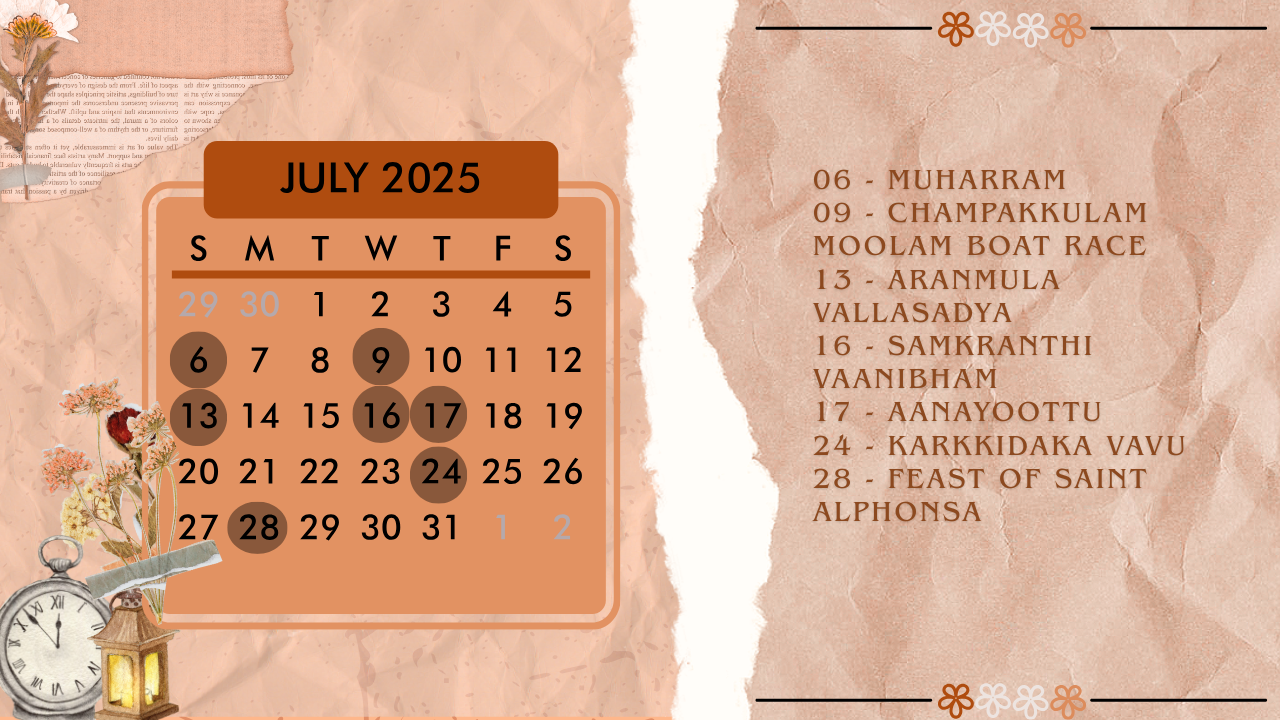 JULY 2025
S M T W T F S
29 30 1 2 3 4 5
6 7 8 9 10 11 12
13 14 15 16 17 18 19
20 21 22 23 24 25 26
27 28 29 30 31 1 2
06 - MUHARRAM
09 - CHAMPAKKULAM
MOOLAM BOAT RACE
13 - ARANMULA
VALLASADYA
16 - SAMKRANTHI
VAANIBHAM
17 - AANAYOOTTU
24 - KARKKIDAKA VAVU
28 - FEAST OF SAINT
ALPHONSA